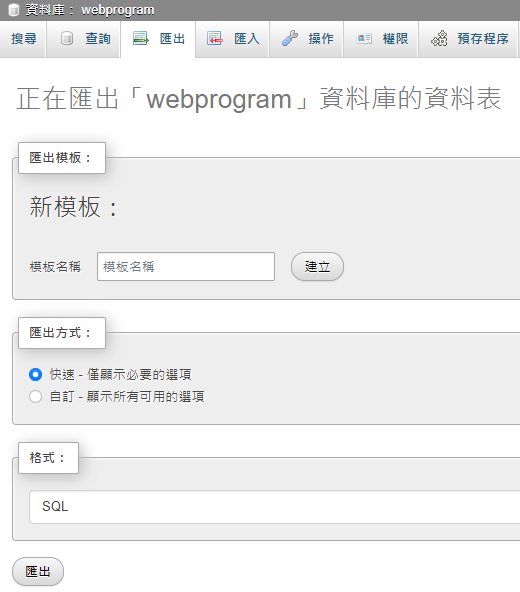 資料庫： webprogram
搜尋 查詢 匯出 匯入 操作 權限 預存程序
正在匯出「webprogram」資料庫的資料表
匯出模板：
新模板：
模板名稱 模板名稱 建立
匯出方式：
快速 - 僅顯示必要的選項
自訂 - 顯示所有可用的選項
格式：
SQL
匯出